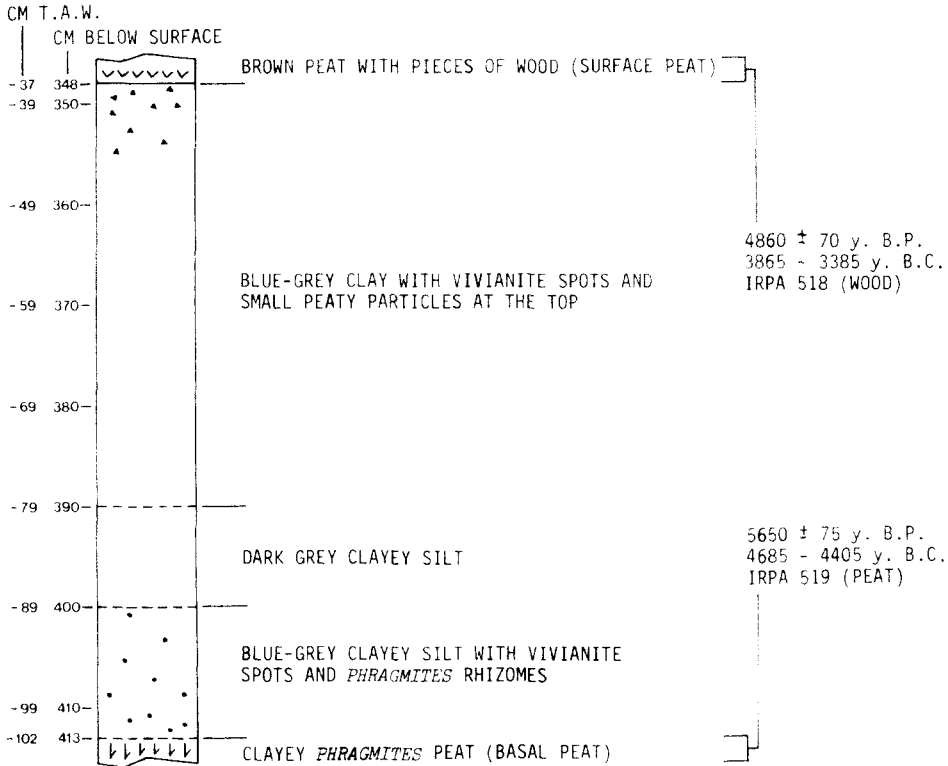 CM T.A.W.
CM BELOW SURFACE
BROWN PEAT WITH PIECES OF WOOD (SURFACE PEAT)
-37 348
-39 350
-49 360
4860 ± 70 y. B.P.
3865 - 3385 y. B.C.
IRPA 518 (WOOD)
BLUE-GREY CLAY WITH VIVIANITE SPOTS AND
SMALL PEATY PARTICLES AT THE TOP
-59 370
-69 380
-79 390
5650 ± 75 y. B.P.
4685 - 4405 y. B.C.
IRPA 519 (PEAT)
DARK GREY CLAYEY SILT
-89 400
BLUE-GREY CLAYEY SILT WITH VIVIANITE
SPOTS AND PHRAGMITES RHIZOMES
-99 410
-102 413
CLAYEY PHRAGMITES PEAT (BASAL PEAT)